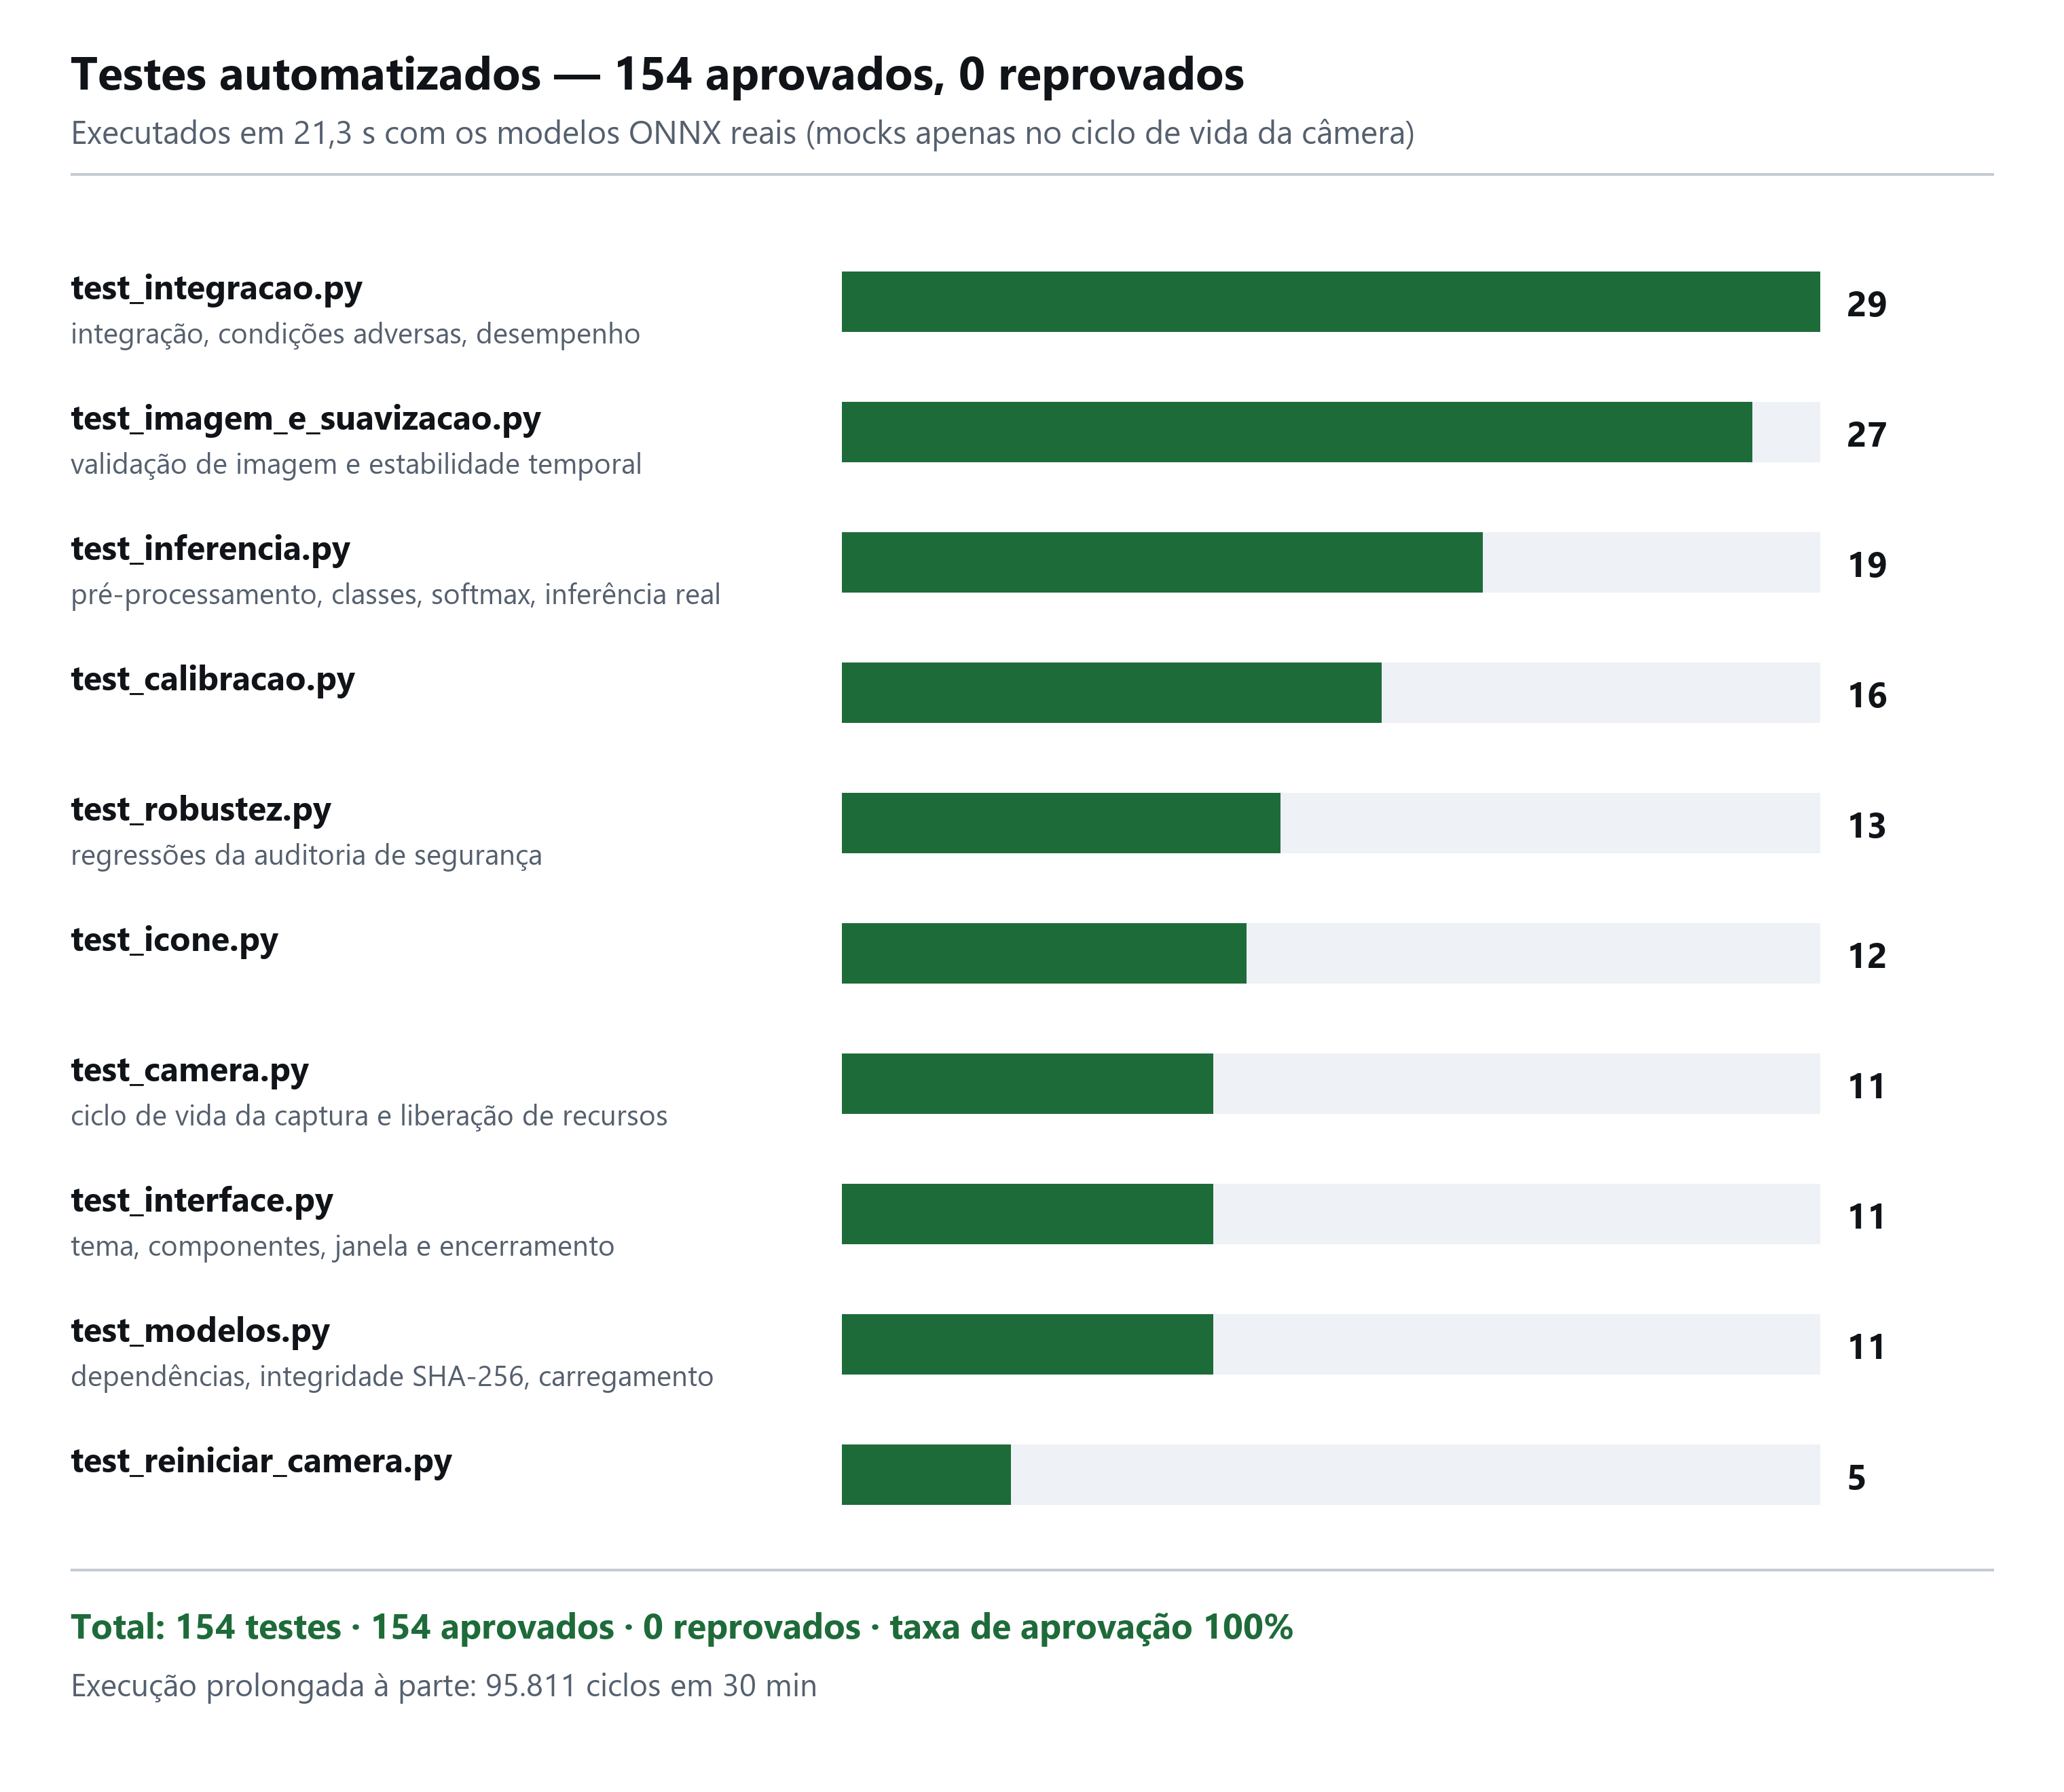 Testes automatizados — 154 aprovados, 0 reprovados
Executados em 21,3 s com os modelos ONNX reais (mocks apenas no ciclo de vida da câmera)
test_integracao.py
integração, condições adversas, desempenho
29
test_imagem_e_suavizacao.py
validação de imagem e estabilidade temporal
27
test_inferencia.py
pré-processamento, classes, softmax, inferência real
19
test_calibracao.py
16
test_robustez.py
regressões da auditoria de segurança
13
test_icone.py
12
test_camera.py
ciclo de vida da captura e liberação de recursos
11
test_interface.py
tema, componentes, janela e encerramento
11
test_modelos.py
dependências, integridade SHA-256, carregamento
11
test_reiniciar_camera.py
5
Total: 154 testes · 154 aprovados · 0 reprovados · taxa de aprovação 100%
Execução prolongada à parte: 95.811 ciclos em 30 min